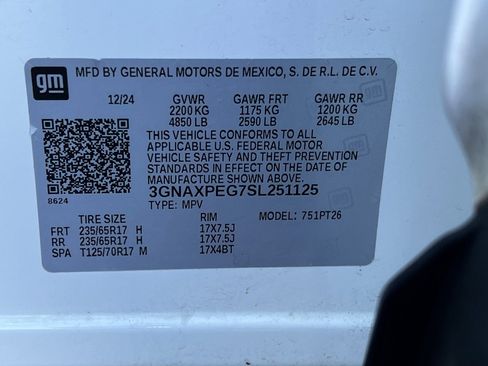 gm
MFD BY GENERAL MOTORS DE MEXICO, S. DE R.L. DE C.V.
12/24 GVWR GAWR FRT GAWR RR
2200 KG 1175 KG 1200 KG
4850 LB 2590 LB 2645 LB
THIS VEHICLE CONFORMS TO ALL
APPLICABLE U.S. FEDERAL MOTOR
VEHICLE SAFETY AND THEFT PREVENTION
STANDARDS IN EFFECT ON THE DATE OF
MANUFACTURE SHOWN ABOVE.
3GNAXPEG7SL251125
8624 TYPE: MPV MODEL: 751PT26
TIRE SIZE RIM
FRT 235/65R17 H 17X7.5J
RR 235/65R17 H 17X7.5J
SPA T125/70R17 M 17X4BT